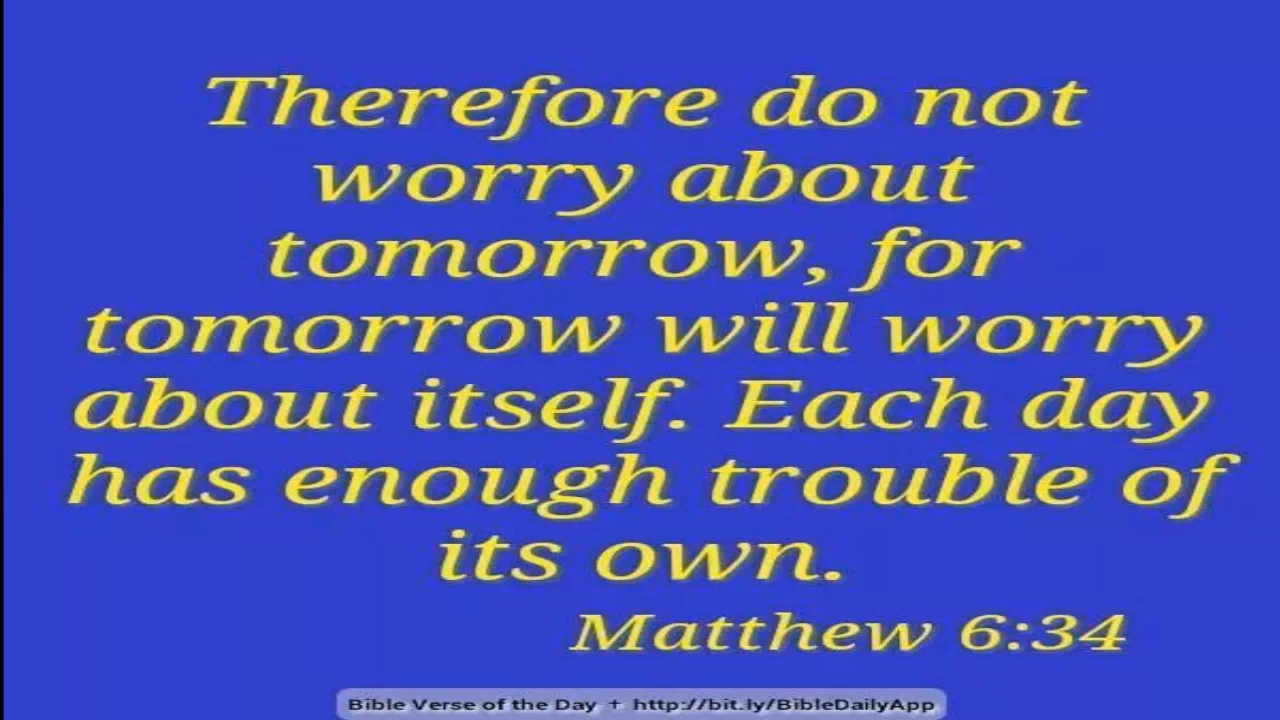 Therefore do not
worry about
tomorrow, for
tomorrow will worry
about itself. Each day
has enough trouble of
its own.
Matthew 6:34
Bible Verse of the Day + http://bit.ly/BibleDailyApp